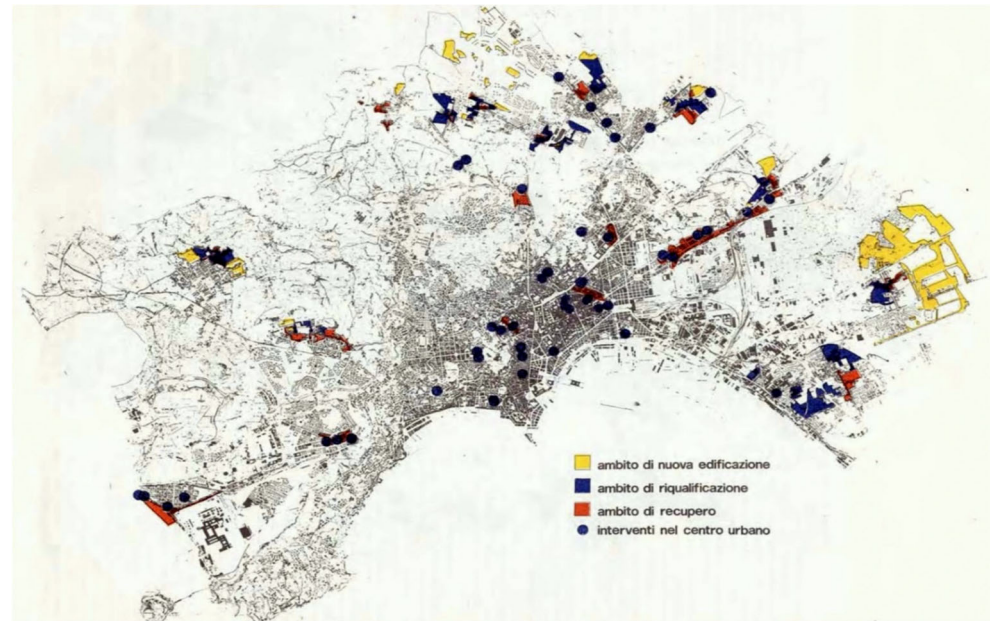 ambito di nuova edificazione
ambito di riqualificazione
ambito di recupero
interventi nel centro urbano